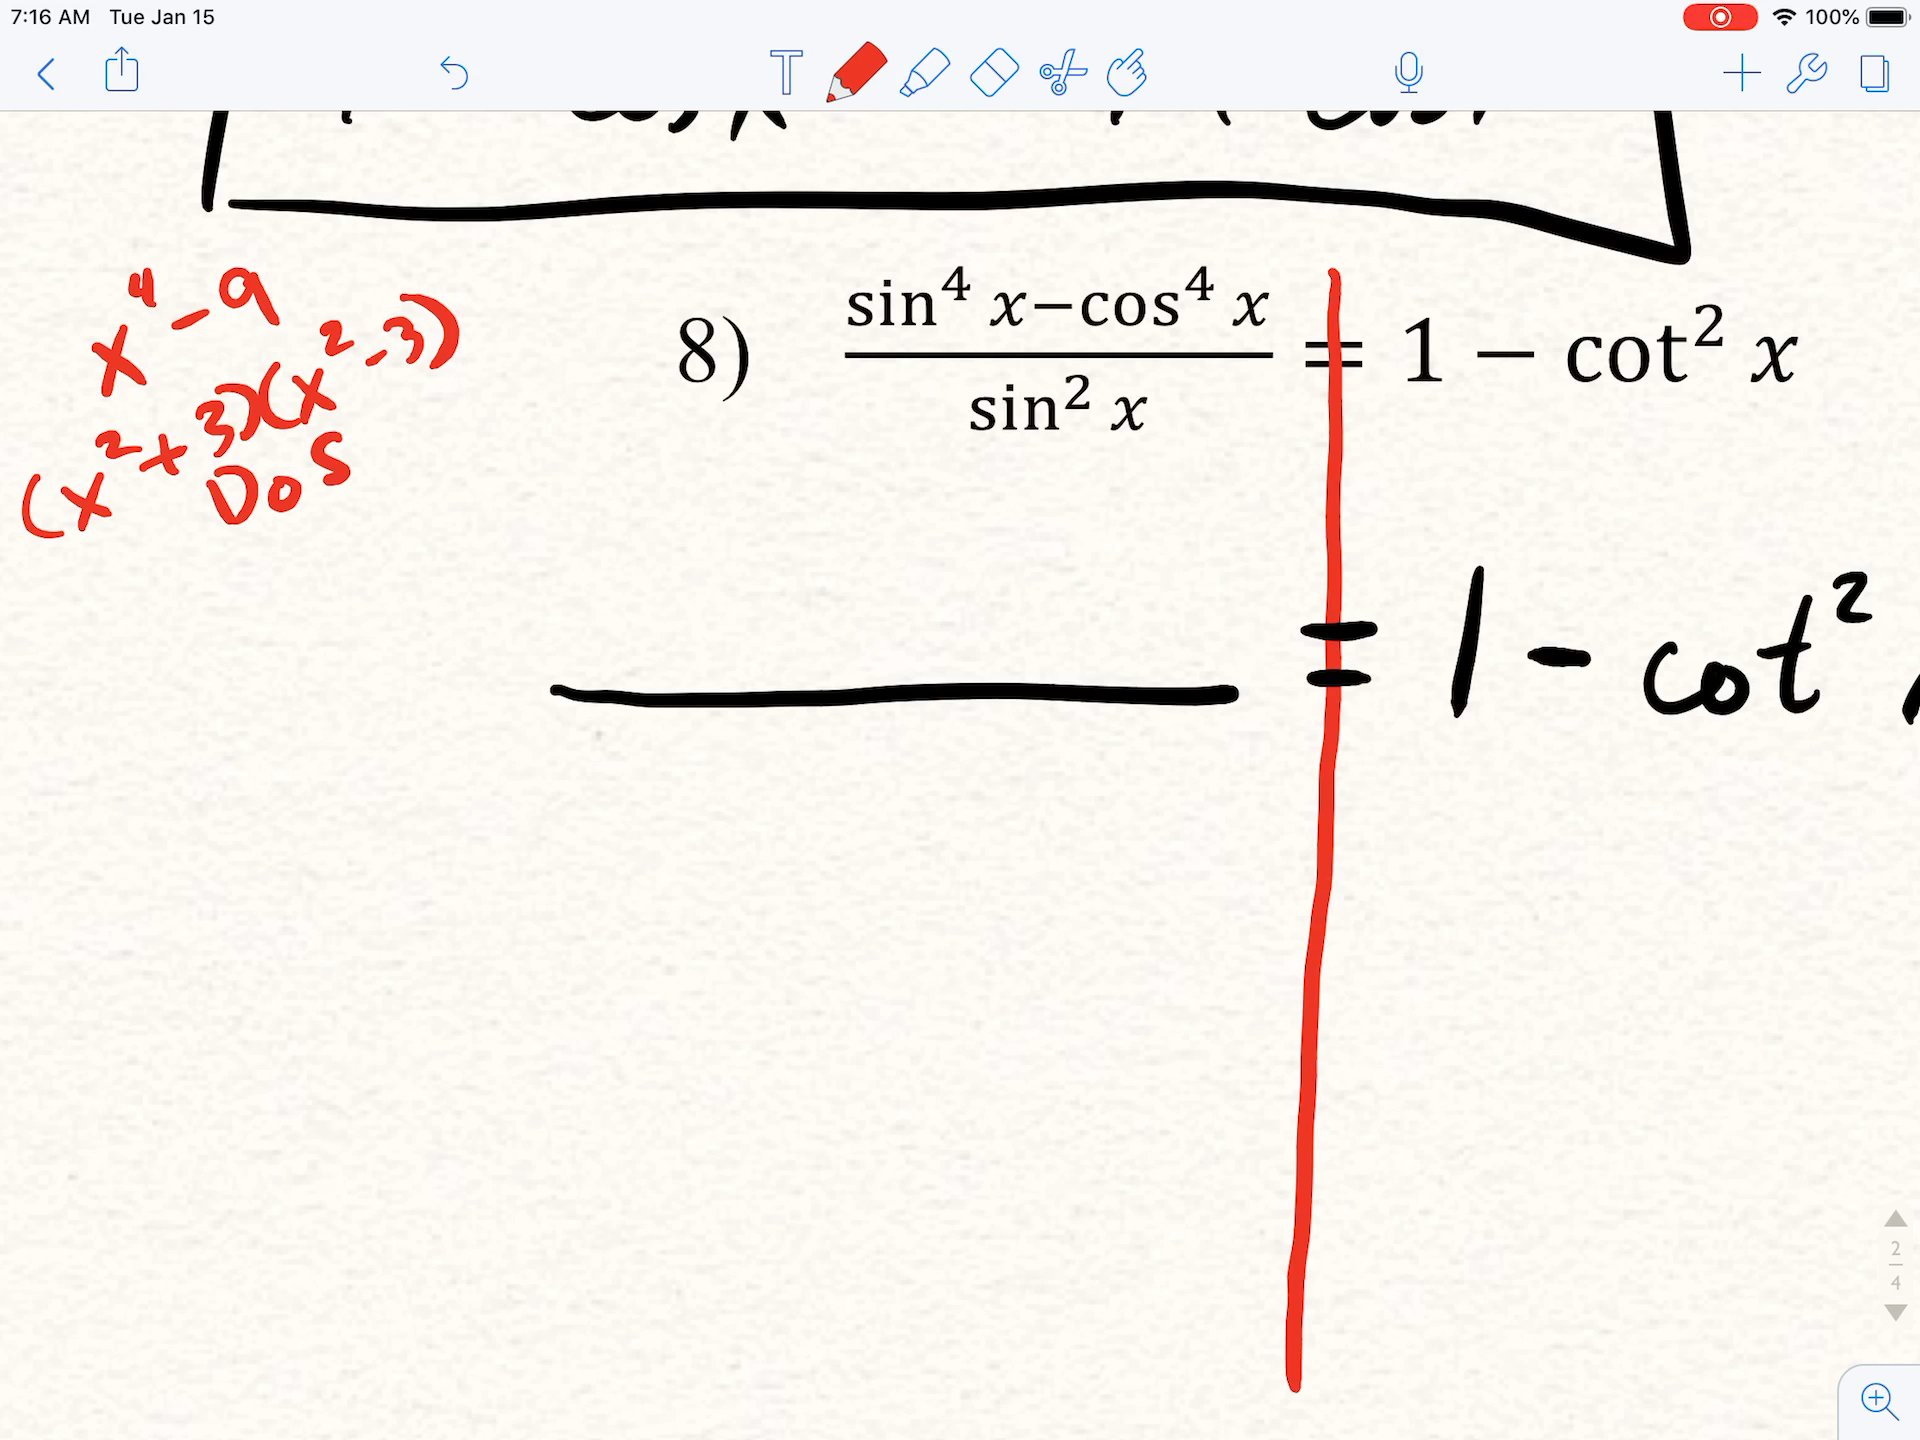 7:16 AM Tue Jan 15
100%
T
x⁴ - 9
(x² + 3)(x² - 3)
DOS
8) sin⁴ x−cos⁴ x / sin² x = 1 − cot² x
= 1 - cot²
2
4